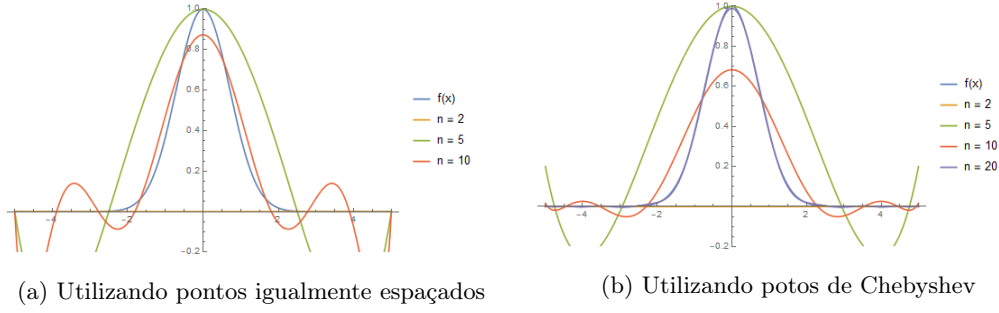 1.0
0.8
0.6
0.4
0.2
-0.2
-4
-2
2
4
f(x)
n = 2
n = 5
n = 10
(a) Utilizando pontos igualmente espaçados
1.0
0.8
0.6
0.4
0.2
-0.2
-4
-2
2
4
f(x)
n = 2
n = 5
n = 10
n = 20
(b) Utilizando potos de Chebyshev